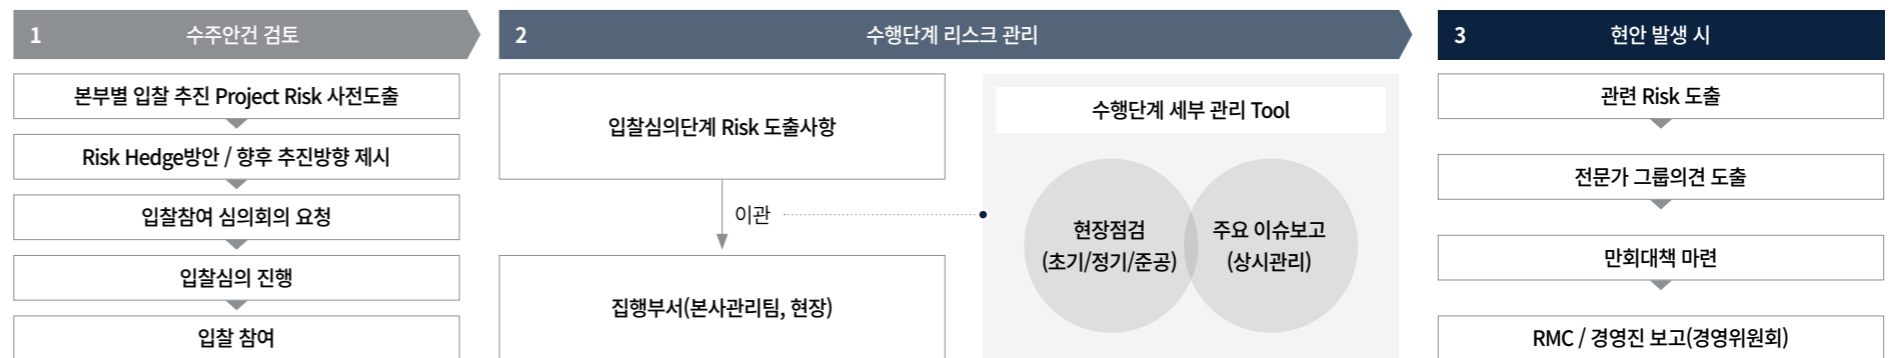 1 수주안건 검토
본부별 입찰 추진 Project Risk 사전도출
Risk Hedge방안 / 향후 추진방향 제시
입찰참여 심의회의 요청
입찰심의 진행
입찰 참여
2 수행단계 리스크 관리
입찰심의단계 Risk 도출사항
이관
집행부서(본사관리팀, 현장)
수행단계 세부 관리 Tool
현장점검
(초기/정기/준공)
주요 이슈보고
(상시관리)
3 현안 발생 시
관련 Risk 도출
전문가 그룹의견 도출
만회대책 마련
RMC / 경영진 보고(경영위원회)